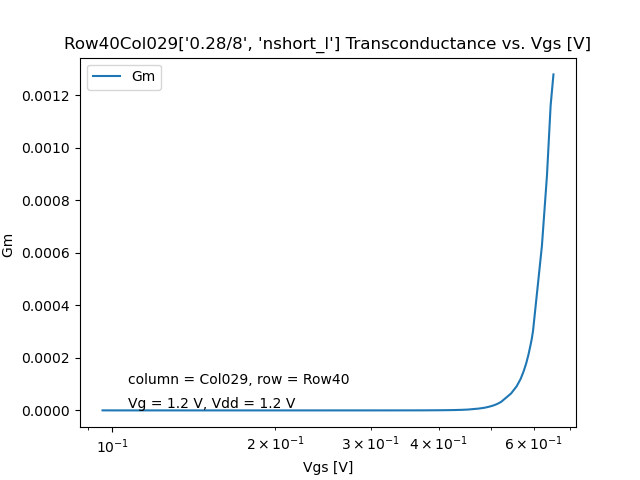 Row40Col029['0.28/8', 'nshort_l'] Transconductance vs. Vgs [V]
Gm
0.0012
0.0010
0.0008
0.0006
0.0004
0.0002
0.0000
Gm
column = Col029, row = Row40
Vg = 1.2 V, Vdd = 1.2 V
10⁻¹ 2 × 10⁻¹ 3 × 10⁻¹ 4 × 10⁻¹ 6 × 10⁻¹
Vgs [V]